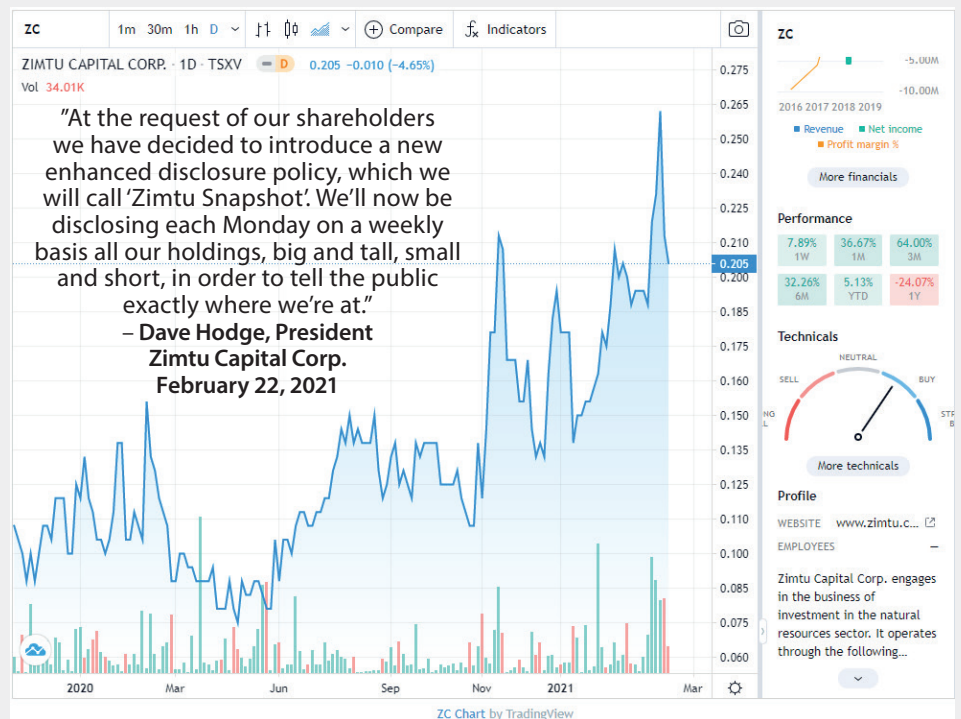 ZC
1m 30m 1h D
Compare
Indicators
ZIMTU CAPITAL CORP. · 1D · TSXV
D
0.205 −0.010 (−4.65%)
Vol 34.01K
"At the request of our shareholders
we have decided to introduce a new
enhanced disclosure policy, which we
will call ‘Zimtu Snapshot’. We’ll now be
disclosing each Monday on a weekly
basis all our holdings, big and tall, small
and short, in order to tell the public
exactly where we’re at.”
– Dave Hodge, President
Zimtu Capital Corp.
February 22, 2021
0.275
0.265
0.250
0.240
0.225
0.210
0.205
0.200
0.185
0.175
0.160
0.150
0.135
0.125
0.110
0.100
0.085
0.075
0.060
2020 Mar Jun Sep Nov 2021 Mar
ZC Chart by TradingView
ZC
-5.00M
-10.00M
2016 2017 2018 2019
Revenue Net income
Profit margin %
More financials
Performance
7.89% 36.67% 64.00%
1W 1M 3M
32.26% 5.13% -24.07%
6M YTD 1Y
Technicals
NEUTRAL
SELL BUY
NG STR
L B
More technicals
Profile
WEBSITE www.zimtu.c...
EMPLOYEES –
Zimtu Capital Corp. engages
in the business of
investment in the natural
resources sector. It operates
through the following...